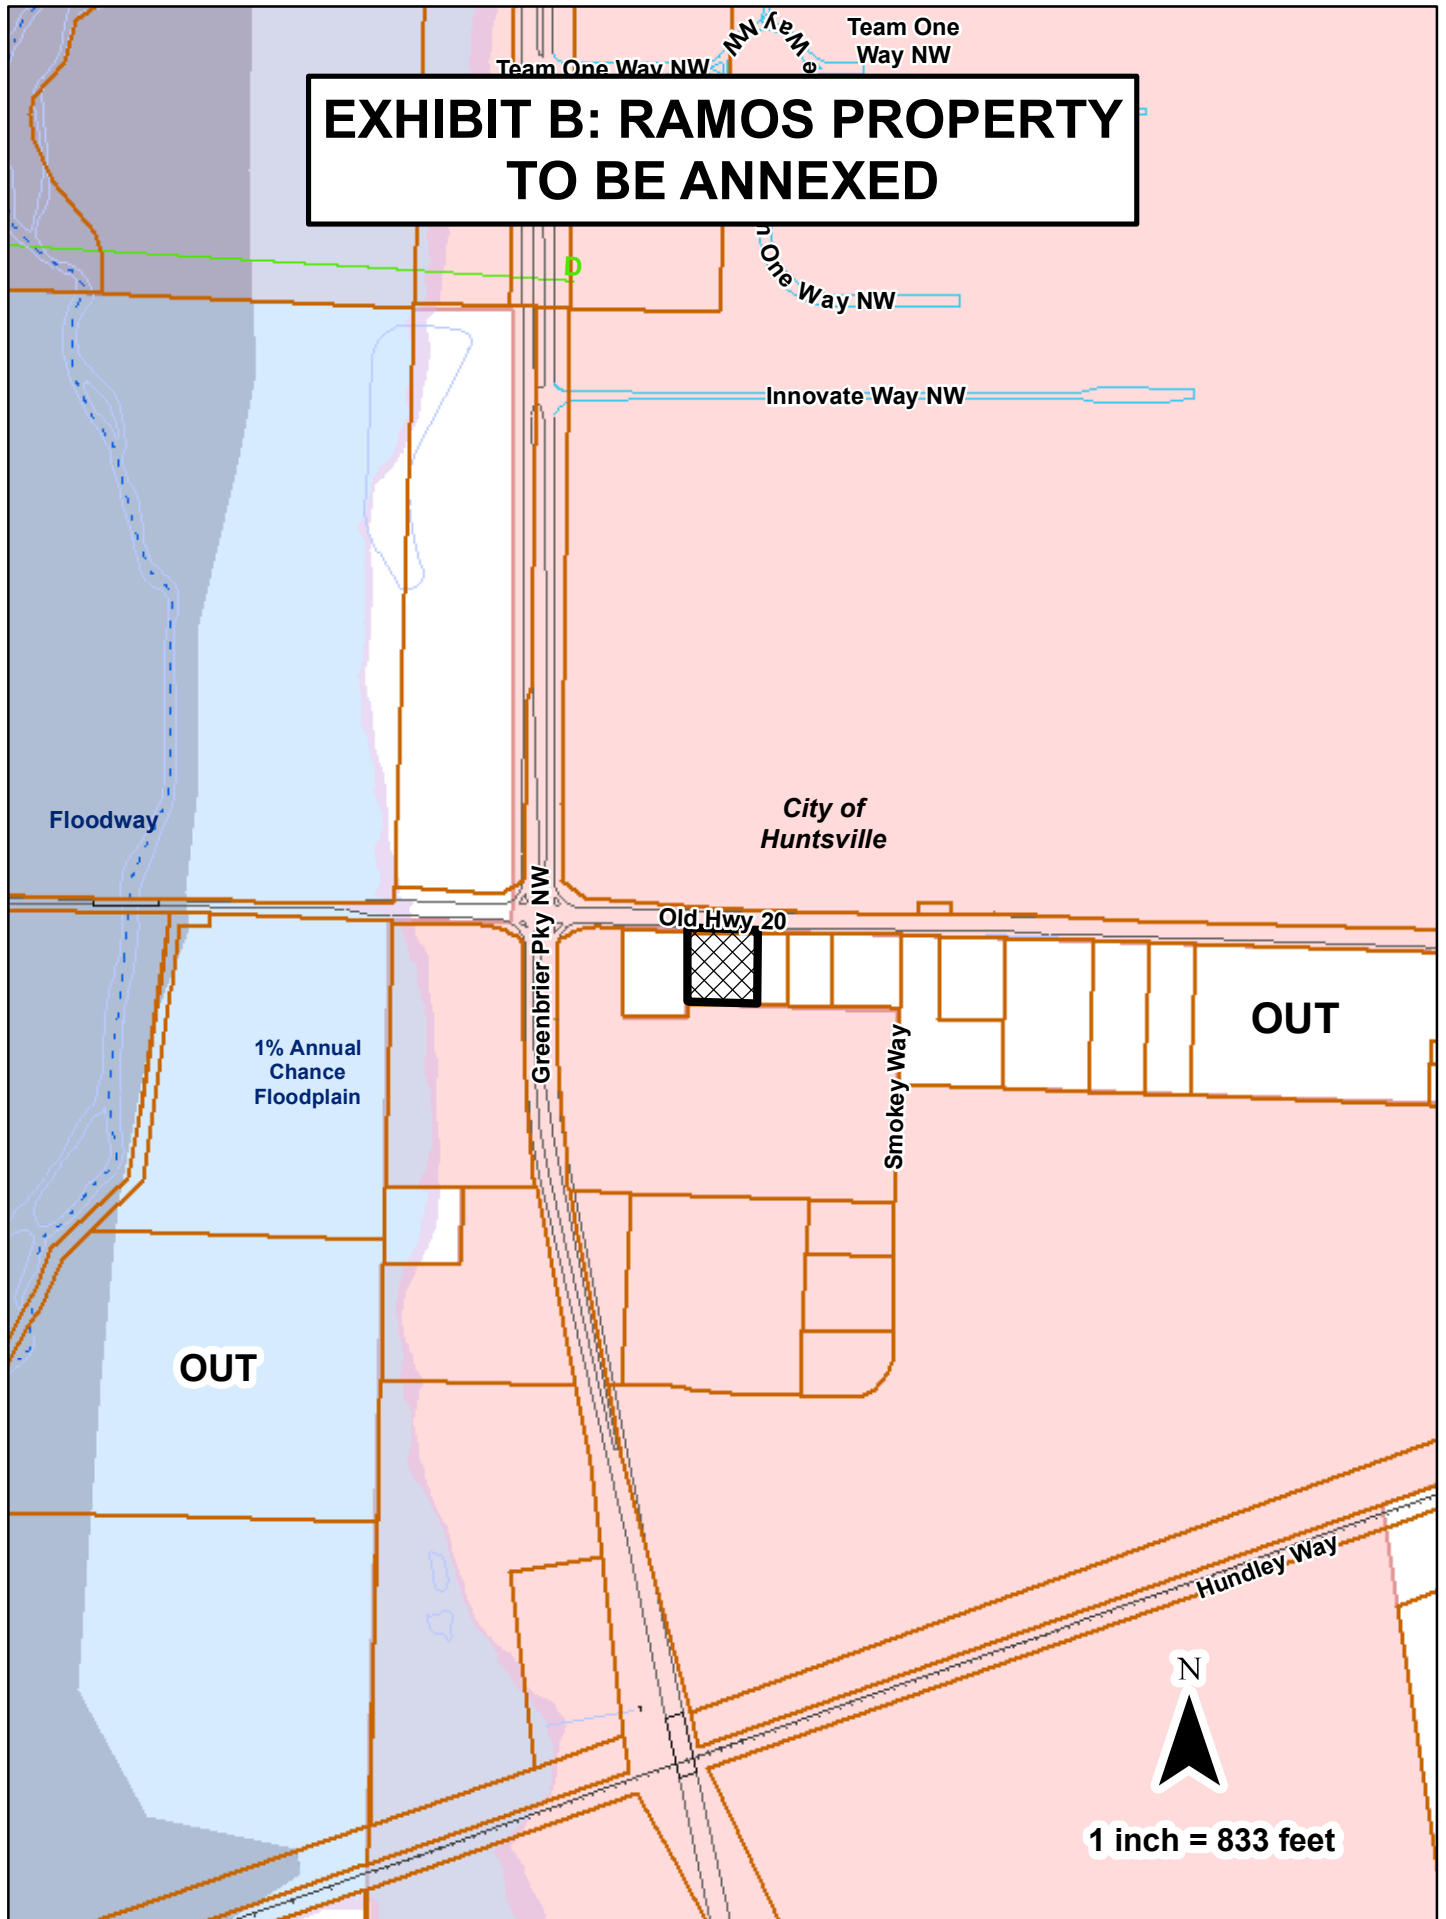 Team One
Way NW
e Way NW
Team One Way NW
EXHIBIT B: RAMOS PROPERTY
TO BE ANNEXED
n One Way NW
D
Innovate Way NW
City of
Huntsville
Floodway
Greenbrier Pky NW
Old Hwy 20
OUT
1% Annual
Chance
Floodplain
Smokey Way
OUT
Hundley Way
N
1 inch = 833 feet